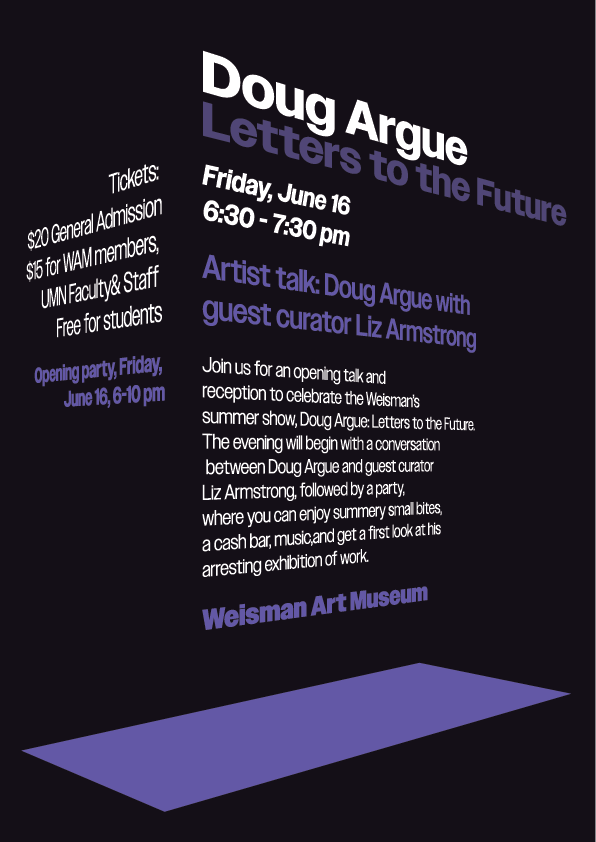 Doug Argue
Letters to the Future
Friday, June 16
6:30 - 7:30 pm
Artist talk: Doug Argue with
guest curator Liz Armstrong
Join us for an opening talk and
reception to celebrate the Weisman's
summer show, Doug Argue: Letters to the Future.
The evening will begin with a conversation
between Doug Argue and guest curator
Liz Armstrong, followed by a party,
where you can enjoy summery small bites,
a cash bar, music,and get a first look at his
arresting exhibition of work.
Weisman Art Museum
Tickets:
$20 General Admission
$15 for WAM members,
UMN Faculty& Staff
Free for students
Opening party, Friday,
June 16, 6-10 pm